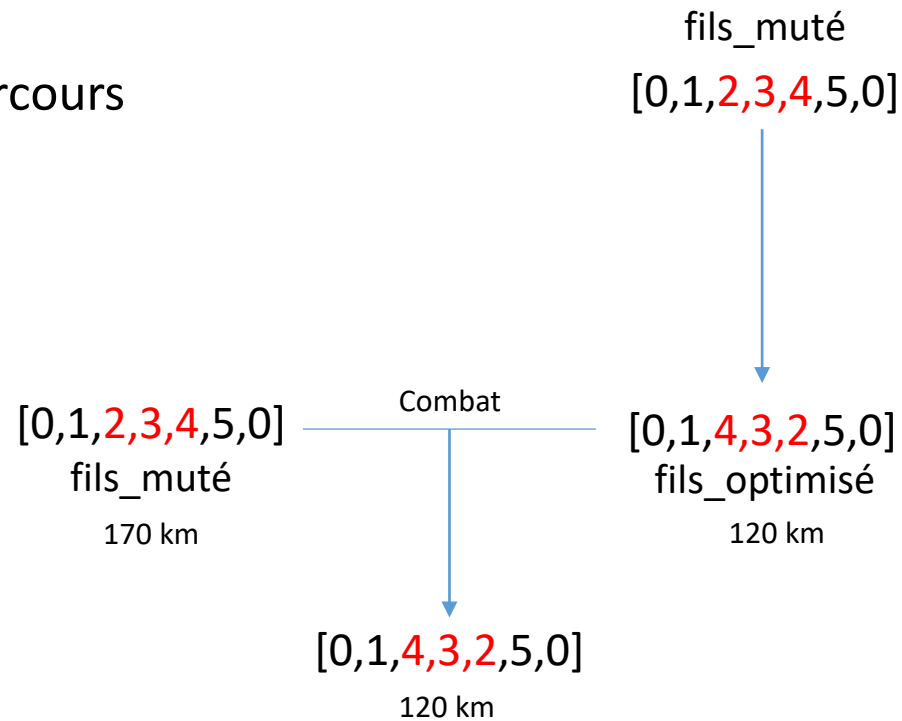 fils_muté
[0,1,2,3,4,5,0]
rcours
[0,1,2,3,4,5,0]
fils_muté
170 km
Combat
[0,1,4,3,2,5,0]
fils_optimisé
120 km
[0,1,4,3,2,5,0]
120 km